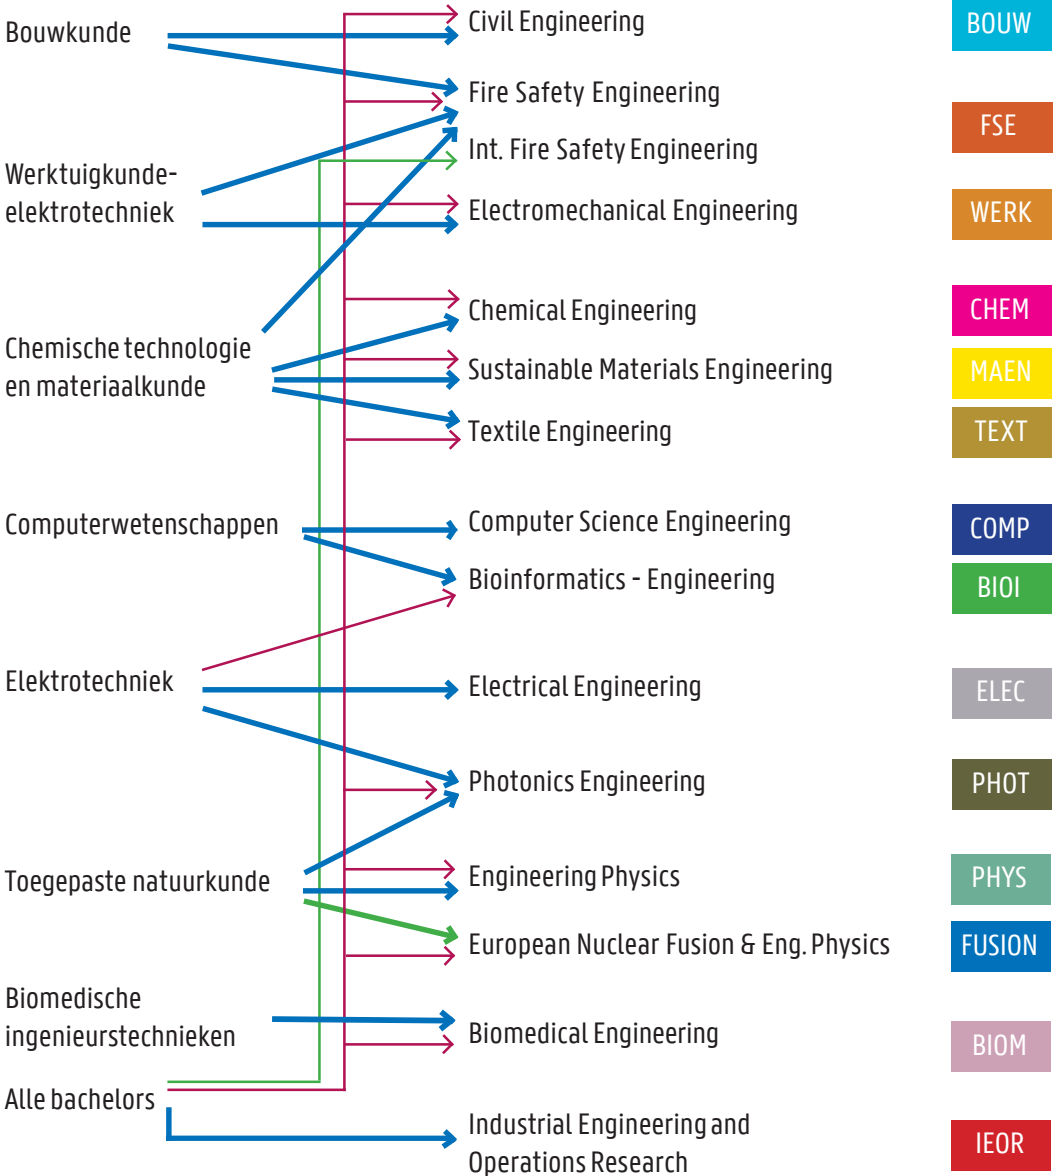 Bouwkunde
Civil Engineering
BOUW
Fire Safety Engineering
FSE
Int. Fire Safety Engineering
Werktuigkunde-
elektrotechniek
Electromechanical Engineering
WERK
Chemical Engineering
CHEM
Chemische technologie
en materiaalkunde
Sustainable Materials Engineering
MAEN
Textile Engineering
TEXT
Computerwetenschappen
Computer Science Engineering
COMP
Bioinformatics - Engineering
BIOI
Elektrotechniek
Electrical Engineering
ELEC
Photonics Engineering
PHOT
Toegepaste natuurkunde
Engineering Physics
PHYS
European Nuclear Fusion & Eng. Physics
FUSION
Biomedische
ingenieurstechnieken
Biomedical Engineering
BIOM
Alle bachelors
Industrial Engineering and
Operations Research
IEOR